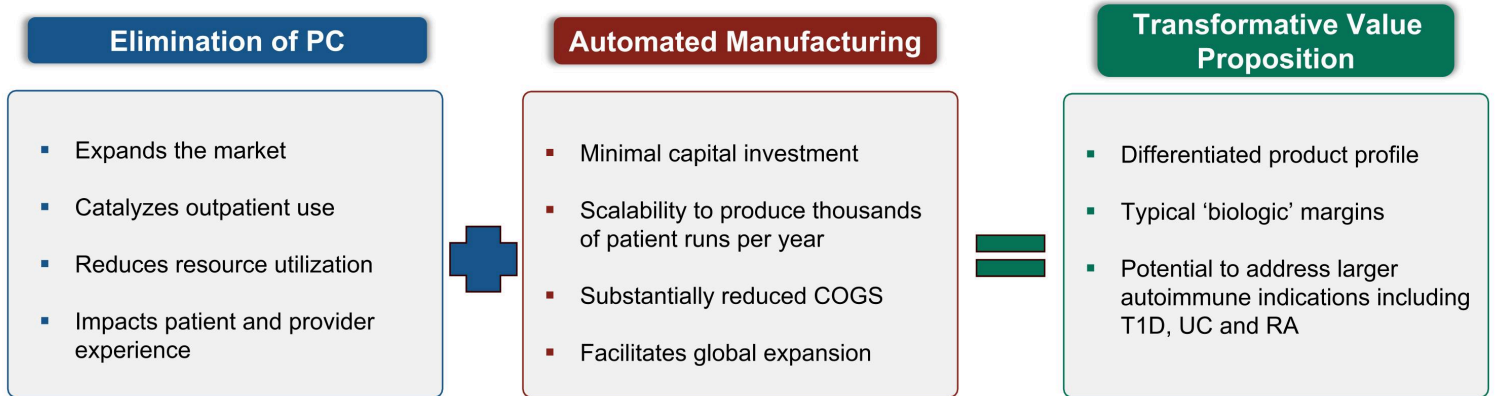 Elimination of PC
▪ Expands the market
▪ Catalyzes outpatient use
▪ Reduces resource utilization
▪ Impacts patient and provider
experience
Automated Manufacturing
▪ Minimal capital investment
▪ Scalability to produce thousands
of patient runs per year
▪ Substantially reduced COGS
▪ Facilitates global expansion
Transformative Value
Proposition
▪ Differentiated product profile
▪ Typical ‘biologic’ margins
▪ Potential to address larger
autoimmune indications including
T1D, UC and RA